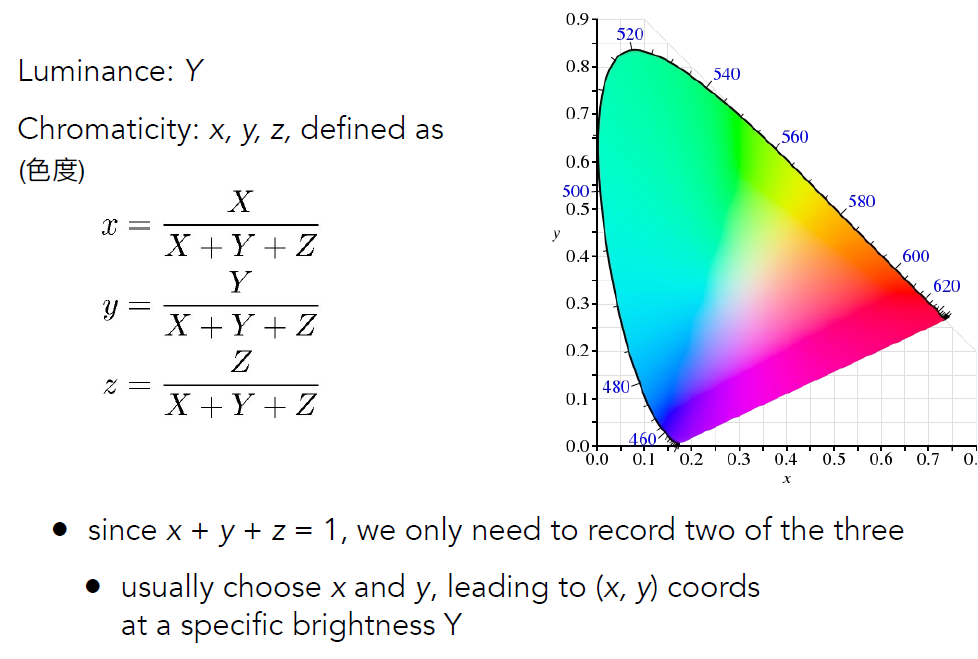 Luminance: Y
Chromaticity: x, y, z, defined as
(色度)
x = X / X + Y + Z
y = Y / X + Y + Z
z = Z / X + Y + Z
0.9
0.8
0.7
0.6
0.5
0.4
0.3
0.2
0.1
0.0
y
520
540
560
500
580
600
620
480
460
0.0 0.1 0.2 0.3 0.4 0.5 0.6 0.7 0.
x
• since x + y + z = 1, we only need to record two of the three
• usually choose x and y, leading to (x, y) coords
at a specific brightness Y